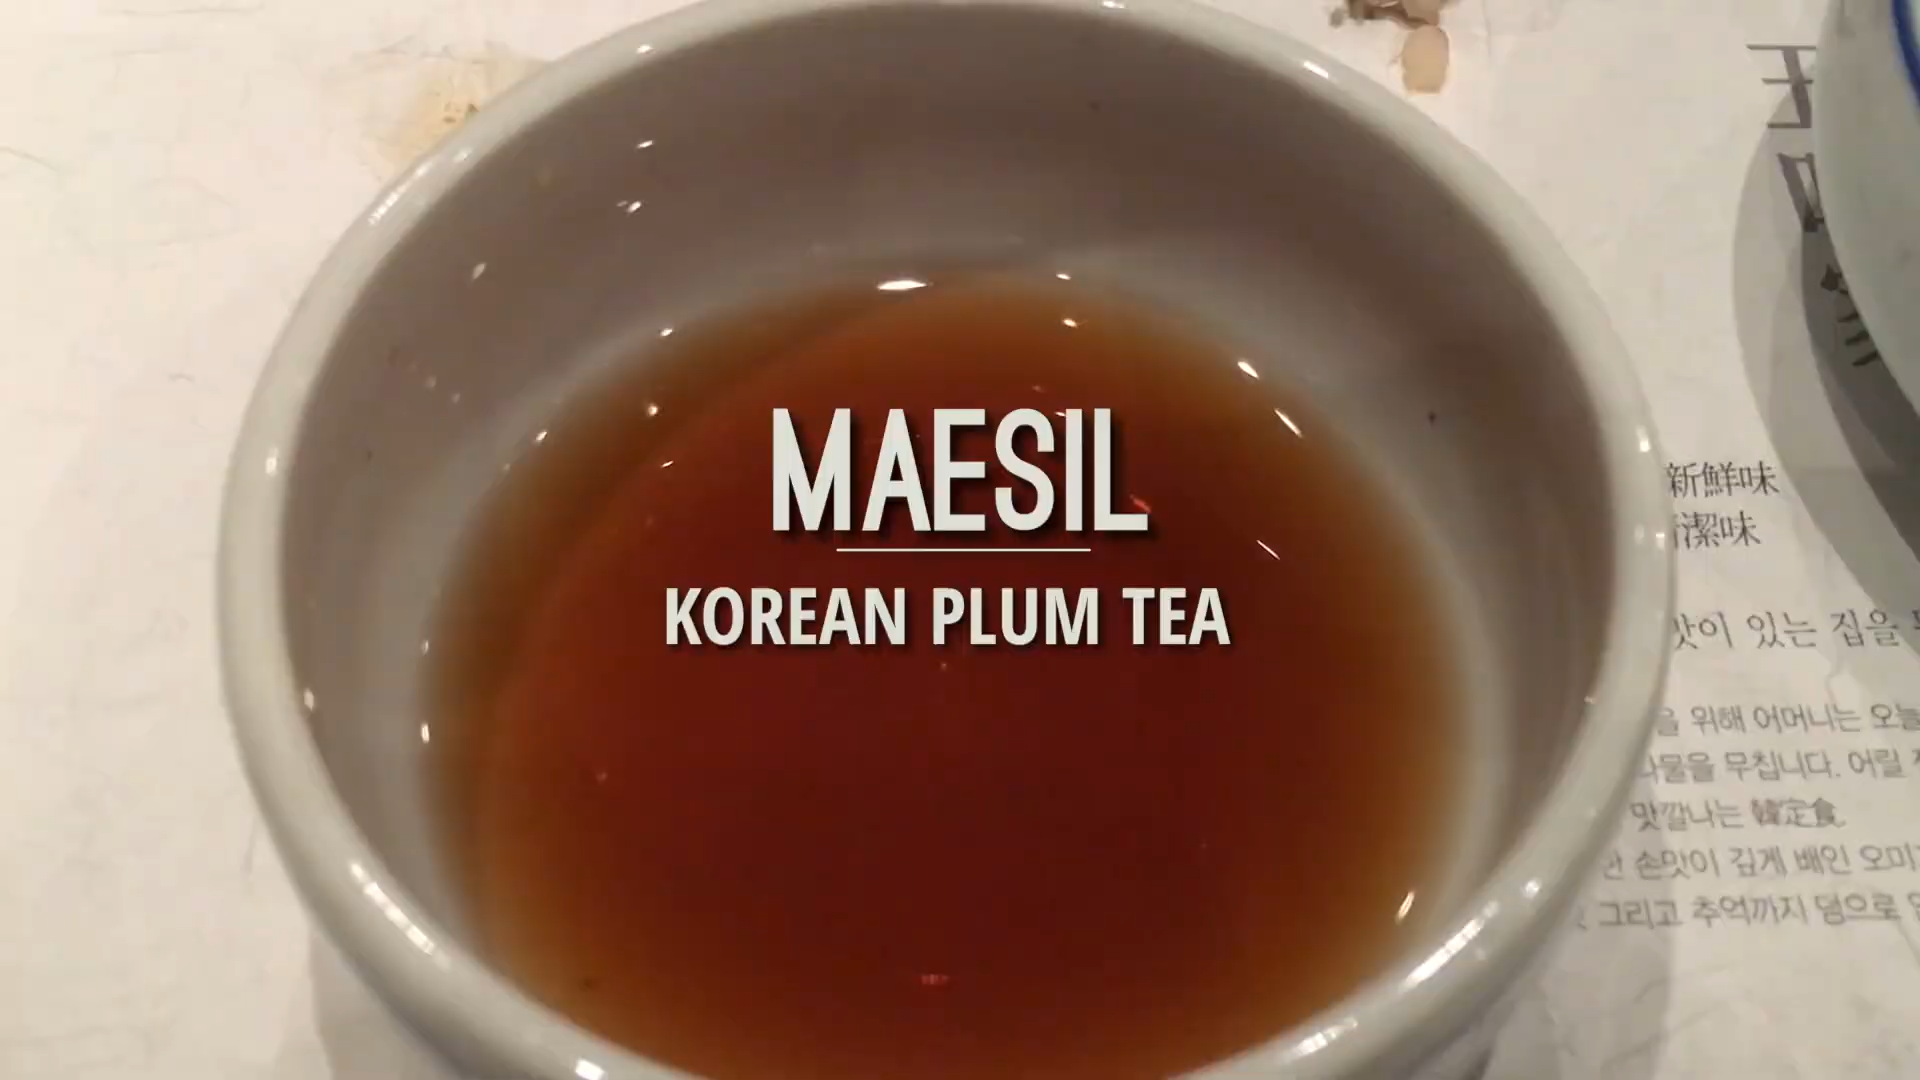 MAESIL
KOREAN PLUM TEA
新鮮味
潔味
맛이 있는 집을
위해 어머니는 오늘
나물을 무칩니다. 어릴
맛깔나는 韓定食
손맛이 깊게 배인 오미
그리고 추억까지 덤으로